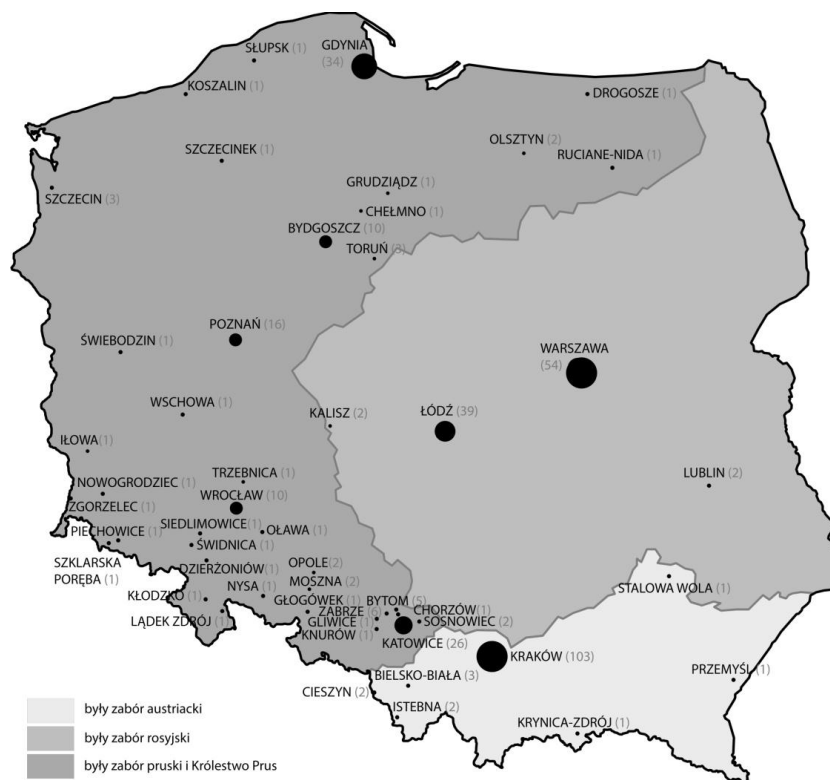 SŁUPSK (1)
GDYNIA
(34)
KOSZALIN (1)
DROGOSZE (1)
OLSZTYN (2)
SZCZECINEK (1)
RUCIANE-NIDA (1)
SZCZECIN (3)
GRUDZIĄDZ (1)
CHEŁMNO (1)
BYDGOSZCZ (10)
TORUŃ (3)
POZNAŃ (16)
ŚWIEBODZIN (1)
WARSZAWA
(54)
WSCHOWA (1)
KALISZ (2)
ŁÓDŹ (39)
IŁOWA (1)
TRZEBNICA (1)
LUBLIN (2)
NOWOGRODZIEC (1)
WROCŁAW (10)
ZGORZELEC (1)
SIEDLIMOWICE (1)
OŁAWA (1)
PIECHOWICE (1)
ŚWIDNICA (1)
SZKLARSKA
PORĘBA (1)
DZIERŻONIÓW (1)
OPOLE (2)
MOSZNA (2)
STALOWA WOLA (1)
NYSA (1)
KŁODZKO (1)
GŁOGÓWEK (1)
BYTOM (5)
ZABRZE (6)
CHORZÓW (1)
LĄDEK ZDRÓJ (1)
GLIWICE (1)
SOSNOWIEC (2)
KNURÓW (1)
KATOWICE (26)
KRAKÓW (103)
PRZEMYŚL (1)
BIELSKO-BIAŁA (3)
CIESZYN (2)
ISTEBNA (2)
KRYNICA-ZDRÓJ (1)
były zabór austriacki
były zabór rosyjski
były zabór pruski i Królestwo Prus